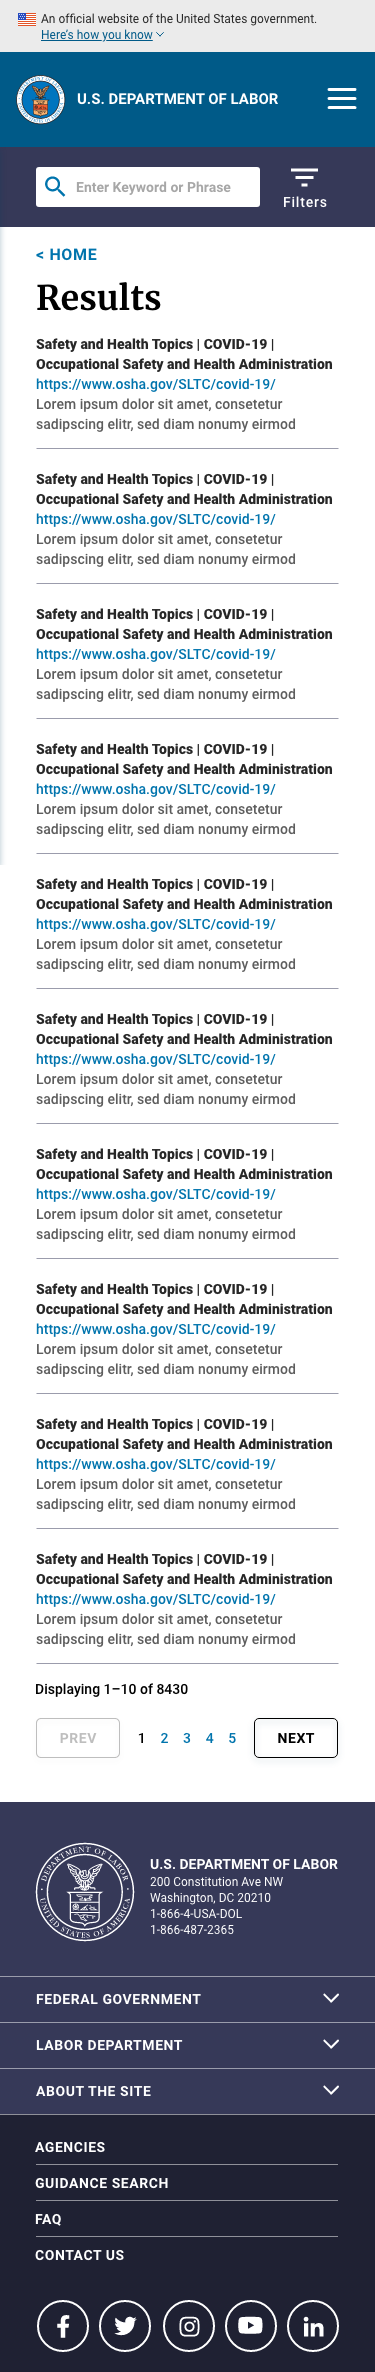 An official website of the United States government.
Here's how you know
U.S. DEPARTMENT OF LABOR
Enter Keyword or Phrase
Filters
< HOME
Results
Safety and Health Topics | COVID-19 |
Occupational Safety and Health Administration
https://www.osha.gov/SLTC/covid-19/
Lorem ipsum dolor sit amet, consetetur
sadipscing elitr, sed diam nonumy eirmod
Safety and Health Topics | COVID-19 |
Occupational Safety and Health Administration
https://www.osha.gov/SLTC/covid-19/
Lorem ipsum dolor sit amet, consetetur
sadipscing elitr, sed diam nonumy eirmod
Safety and Health Topics | COVID-19 |
Occupational Safety and Health Administration
https://www.osha.gov/SLTC/covid-19/
Lorem ipsum dolor sit amet, consetetur
sadipscing elitr, sed diam nonumy eirmod
Safety and Health Topics | COVID-19 |
Occupational Safety and Health Administration
https://www.osha.gov/SLTC/covid-19/
Lorem ipsum dolor sit amet, consetetur
sadipscing elitr, sed diam nonumy eirmod
Safety and Health Topics | COVID-19 |
Occupational Safety and Health Administration
https://www.osha.gov/SLTC/covid-19/
Lorem ipsum dolor sit amet, consetetur
sadipscing elitr, sed diam nonumy eirmod
Safety and Health Topics | COVID-19 |
Occupational Safety and Health Administration
https://www.osha.gov/SLTC/covid-19/
Lorem ipsum dolor sit amet, consetetur
sadipscing elitr, sed diam nonumy eirmod
Safety and Health Topics | COVID-19 |
Occupational Safety and Health Administration
https://www.osha.gov/SLTC/covid-19/
Lorem ipsum dolor sit amet, consetetur
sadipscing elitr, sed diam nonumy eirmod
Safety and Health Topics | COVID-19 |
Occupational Safety and Health Administration
https://www.osha.gov/SLTC/covid-19/
Lorem ipsum dolor sit amet, consetetur
sadipscing elitr, sed diam nonumy eirmod
Safety and Health Topics | COVID-19 |
Occupational Safety and Health Administration
https://www.osha.gov/SLTC/covid-19/
Lorem ipsum dolor sit amet, consetetur
sadipscing elitr, sed diam nonumy eirmod
Safety and Health Topics | COVID-19 |
Occupational Safety and Health Administration
https://www.osha.gov/SLTC/covid-19/
Lorem ipsum dolor sit amet, consetetur
sadipscing elitr, sed diam nonumy eirmod
Displaying 1–10 of 8430
PREV 1 2 3 4 5 NEXT
DEPARTMENT OF LABOR
UNITED STATES OF AMERICA
U.S. DEPARTMENT OF LABOR
200 Constitution Ave NW
Washington, DC 20210
1-866-4-USA-DOL
1-866-487-2365
FEDERAL GOVERNMENT
LABOR DEPARTMENT
ABOUT THE SITE
AGENCIES
GUIDANCE SEARCH
FAQ
CONTACT US